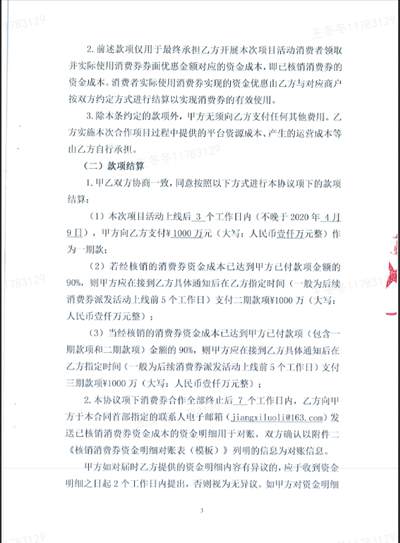 2.前述款项仅用于最终承担乙方开展本次项目活动消费者领取
并实际使用消费券券面优惠金额对应的资金成本，即已核销消费券的
资金成本。消费者实际使用消费券实现的资金优惠由乙方与对应商户
按双方约定方式进行结算以实现消费券的有效使用。
3.除本条约定的款项外，甲方无须向乙方支付任何其他费用。乙
方实施本次合作项目过程中提供的平台资源成本、产生的运营成本等
由乙方自行承担。
（二）款项结算
1.甲乙双方协商一致，同意按照以下方式进行本协议项下的款项
结算：
（1）本次项目活动上线后 3 个工作日内（不晚于 2020 年 4 月
9 日），甲方向乙方支付¥ 1000 万元（大写：人民币壹仟万元整）作
为一期款；
（2）若经核销的消费券资金成本已达到甲方已付款项金额的
90%，则甲方应在接到乙方具体通知后在乙方指定时间（一般为后续
消费券派发活动上线前 5 个工作日）支付二期款项¥1000 万（大写：
人民币壹仟万元整）；
（3）当经核销的消费券资金成本已达到甲方已付款项（包含一
期款项和二期款项）金额的 90%，则甲方应在接到乙方具体通知后在
乙方指定时间（一般为后续消费券派发活动上线前 5 个工作日）支付
三期款项¥1000 万（大写：人民币壹仟万元整）；
2.本协议项下消费券合作全部终止后 7 个工作日内，乙方向甲
方于本合同首部指定的联系人电子邮箱（jiangxiluoli@163.com）发
送已核销消费券资金成本的资金明细用于对账，双方确认以附件二
《核销消费券资金明细对账表（模板）》列明的信息为对账信息。
甲方如对届时乙方提供的资金明细内容有异议的，应于收到资金
明细之日起 2 个工作日内提出，否则视为无异议。如甲方对资金明细
3
王冬冬11783129